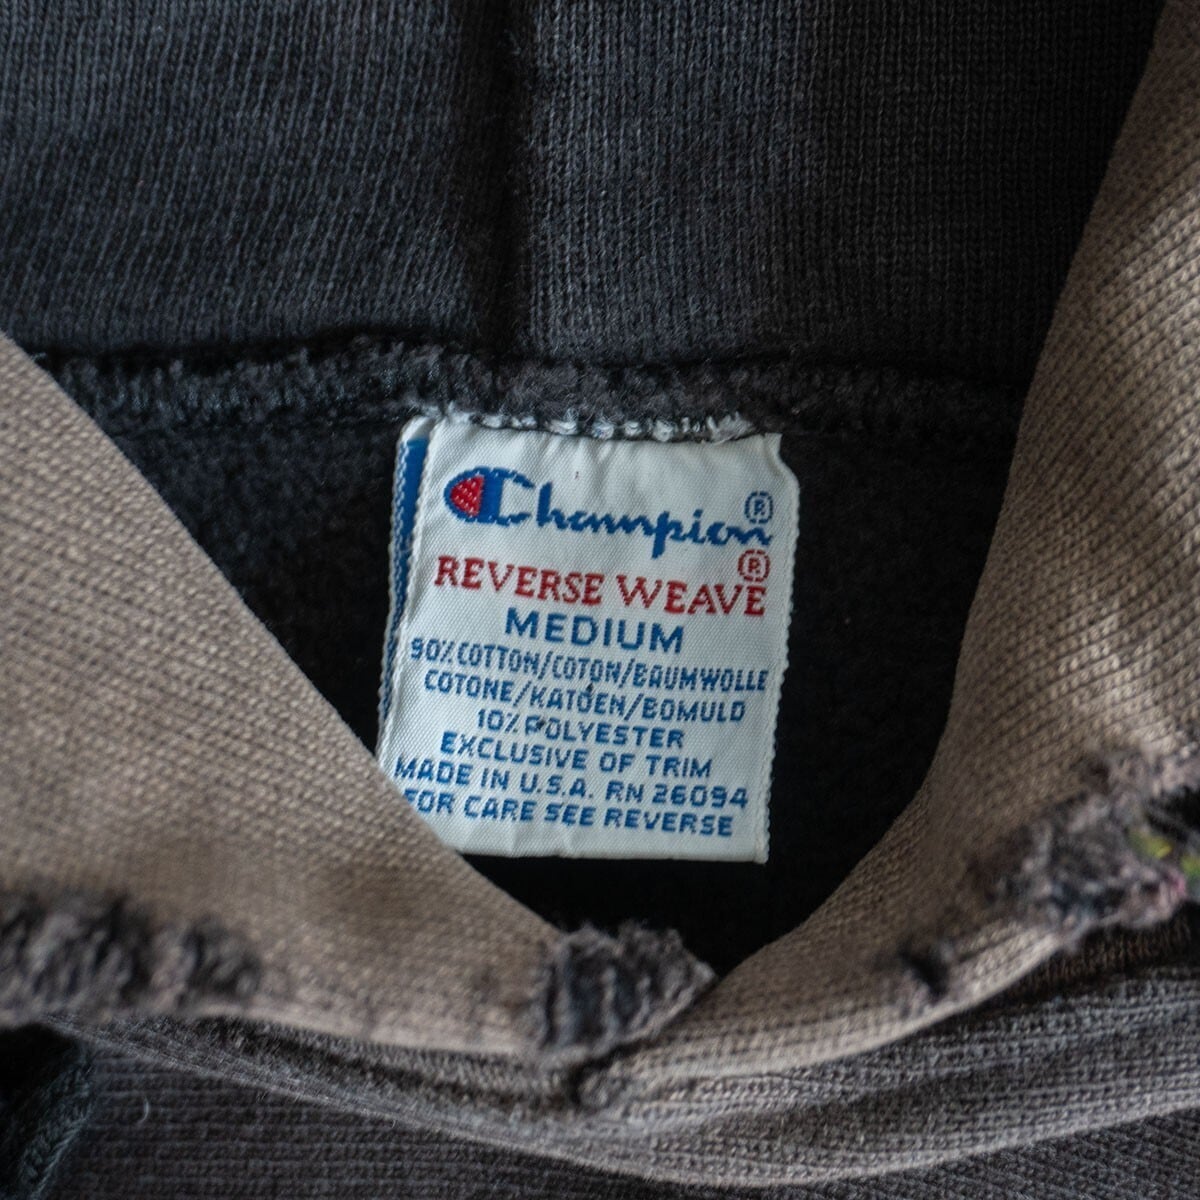 Champion®
REVERSE WEAVE®
MEDIUM
90% COTTON/COTON/BAUMWOLLE
COTONE/KATOEN/BOMULD
10% POLYESTER
EXCLUSIVE OF TRIM
MADE IN U.S.A. RN 26094
FOR CARE SEE REVERSE